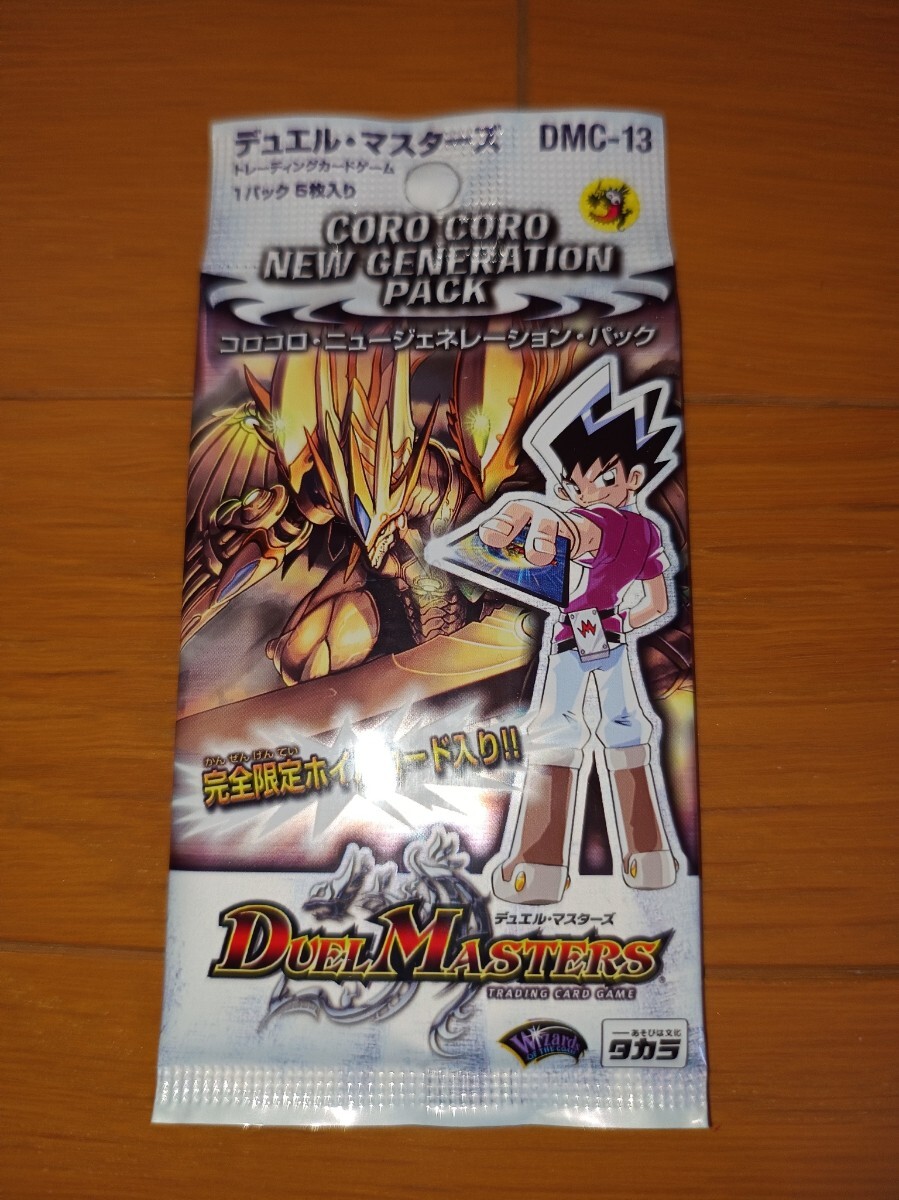 デュエル・マスターズ DMC-13
トレーディングカードゲーム
1パック 5枚入り
CORO CORO
NEW GENERATION
PACK
コロコロ・ニュージェネレーション・パック
かんぜんげんてい
完全限定ホイルカード入り!!
デュエル・マスターズ
DUEL MASTERS
TRADING CARD GAME
Wizards
OF THE COAST
あそびは文化
タカラ